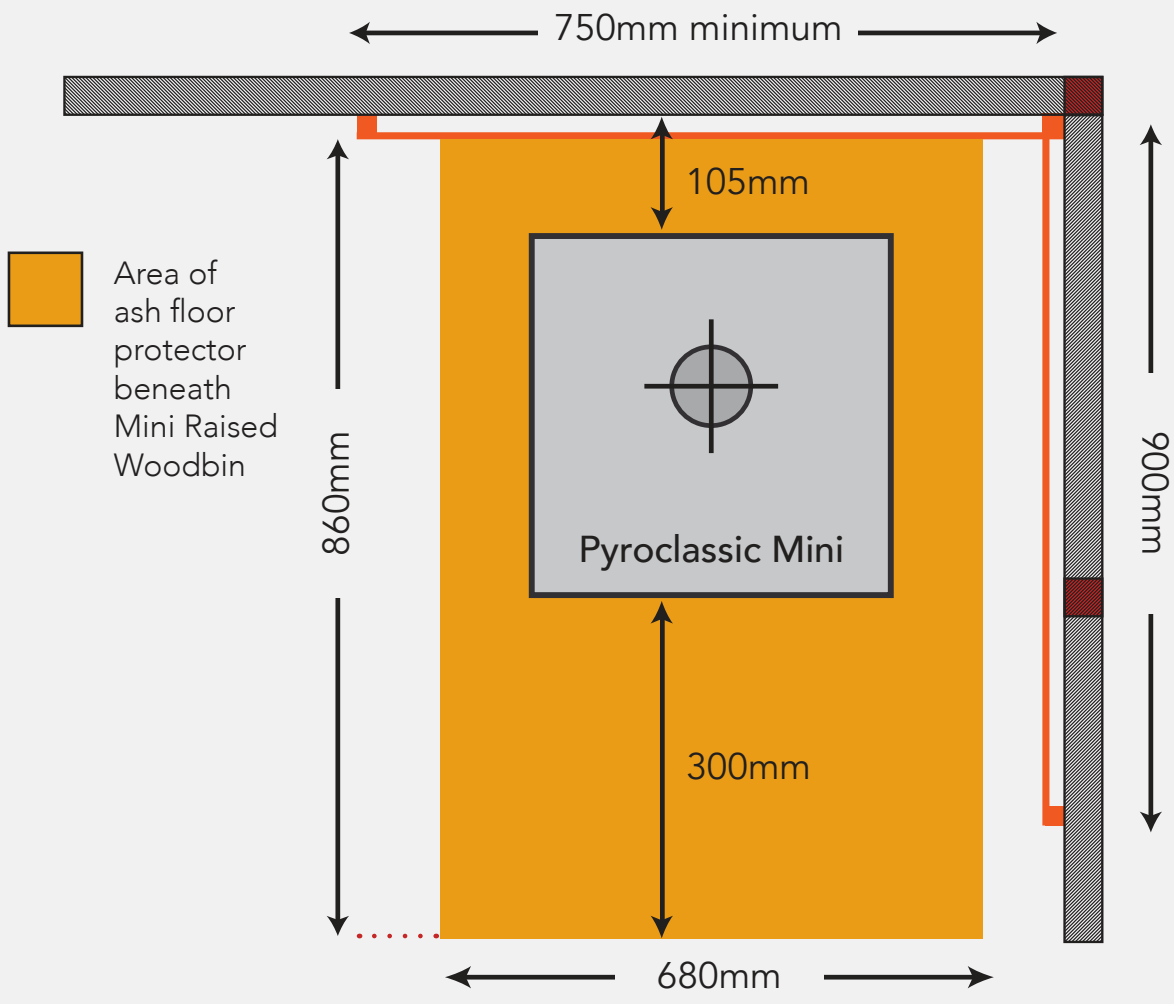 750mm minimum
105mm
Area of
ash floor
protector
beneath
Mini Raised
Woodbin
860mm
900mm
Pyroclassic Mini
300mm
680mm